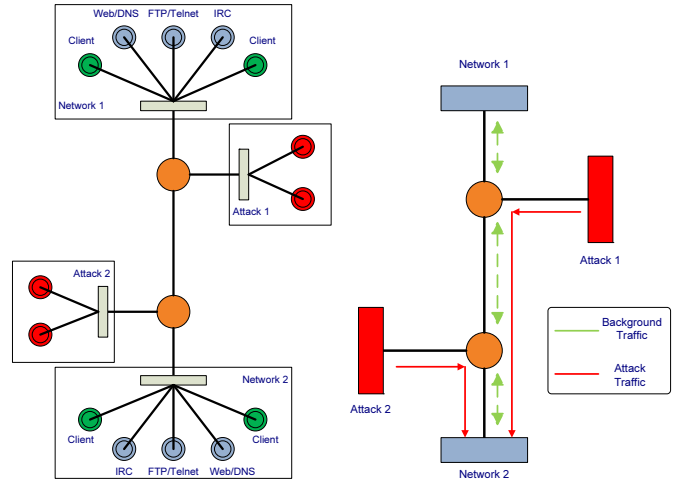 Web/DNS
FTP/Telnet
IRC
Client
Client
Network 1
Attack 1
Attack 2
Network 2
Client
Client
IRC
FTP/Telnet
Web/DNS
Network 1
Attack 1
Background
Traffic
Attack
Traffic
Attack 2
Network 2